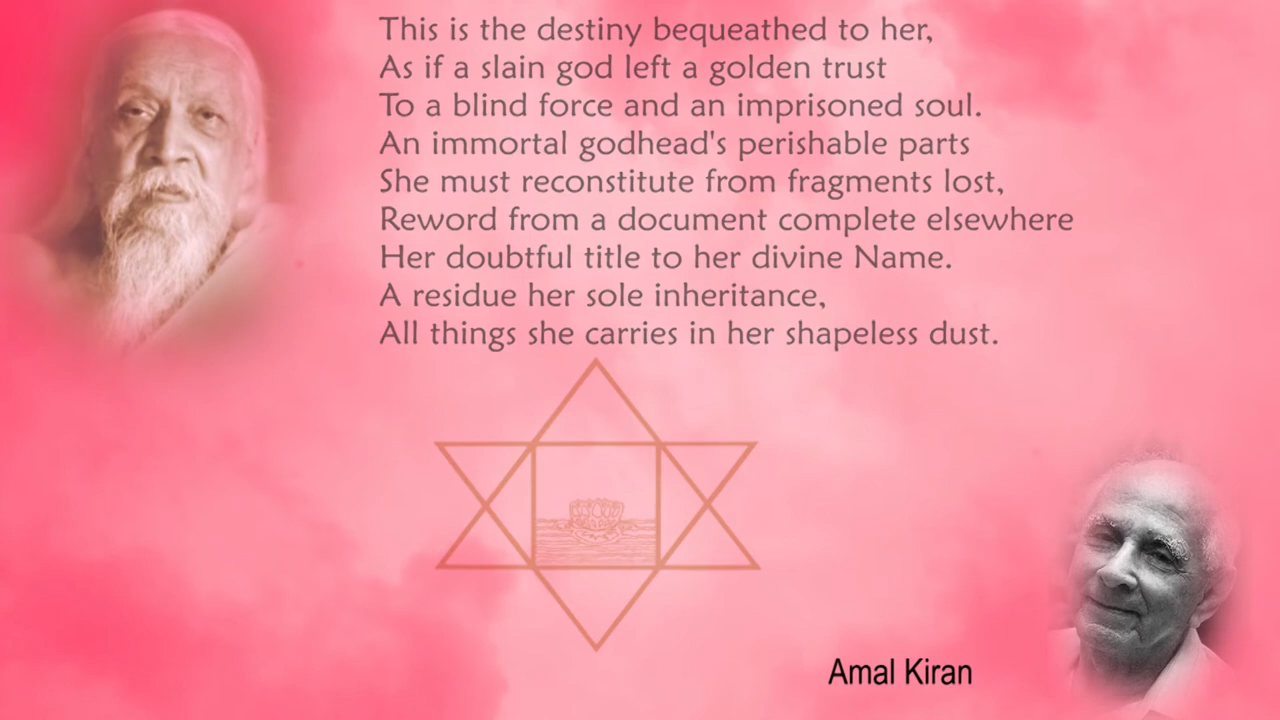 This is the destiny bequeathed to her,
As if a slain god left a golden trust
To a blind force and an imprisoned soul.
An immortal godhead's perishable parts
She must reconstitute from fragments lost,
Reword from a document complete elsewhere
Her doubtful title to her divine Name.
A residue her sole inheritance,
All things she carries in her shapeless dust.
Amal Kiran